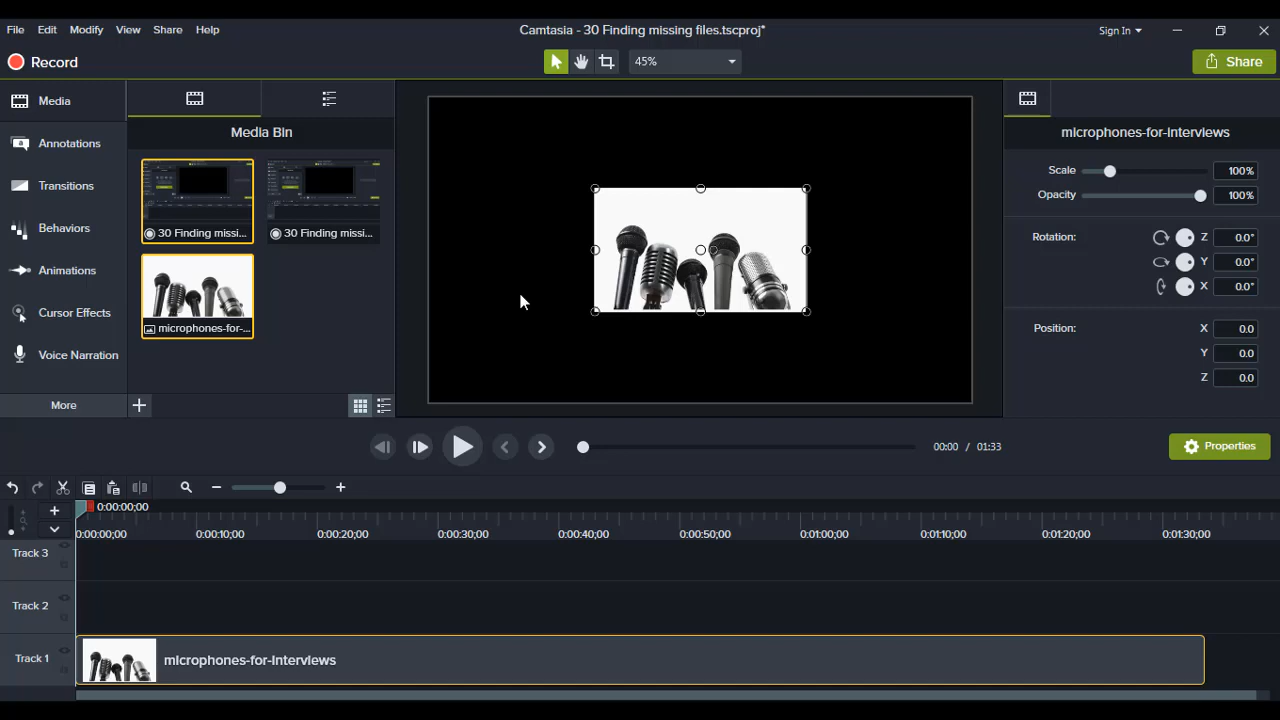 File Edit Modify View Share Help
Camtasia - 30 Finding missing files.tscproj*
Sign In
Record
45%
Share
Media
Annotations
Transitions
Behaviors
Animations
Cursor Effects
Voice Narration
More
Media Bin
30 Finding missi...
30 Finding missi...
microphones-for-...
microphones-for-interviews
Scale 100%
Opacity 100%
Rotation: Z 0.0°
Y 0.0°
X 0.0°
Position: X 0.0
Y 0.0
Z 0.0
00:00 / 01:33
Properties
0:00:00;00
0:00:00;00 0:00:10;00 0:00:20;00 0:00:30;00 0:00:40;00 0:00:50;00 0:01:00;00 0:01:10;00 0:01:20;00 0:01:30;00
Track 3
Track 2
Track 1
microphones-for-interviews